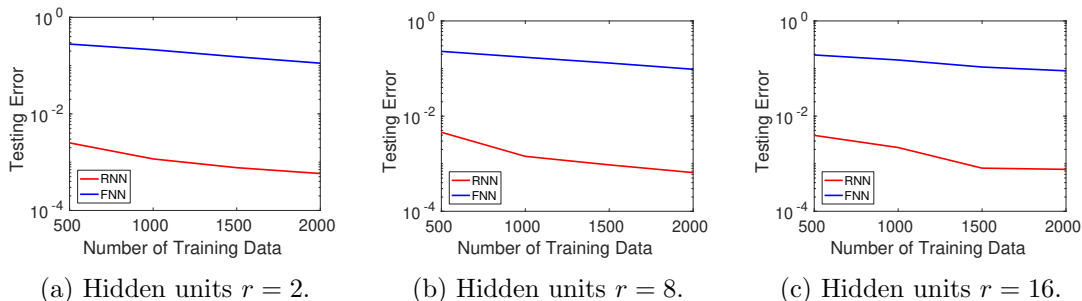 10^0
10^-2
10^-4
Testing Error
RNN
FNN
500 1000 1500 2000
Number of Training Data
(a) Hidden units r = 2.
10^0
10^-2
10^-4
Testing Error
RNN
FNN
500 1000 1500 2000
Number of Training Data
(b) Hidden units r = 8.
10^0
10^-2
10^-4
Testing Error
RNN
FNN
500 1000 1500 2000
Number of Training Data
(c) Hidden units r = 16.